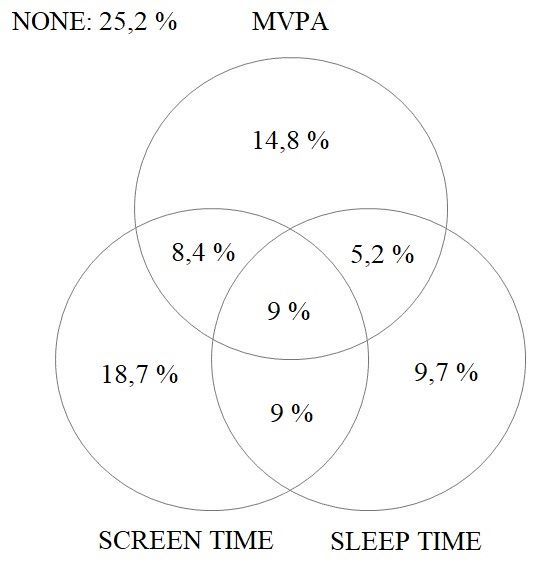 NONE: 25,2 % MVPA
14,8 %
8,4 % 5,2 %
9 %
18,7 % 9,7 %
9 %
SCREEN TIME SLEEP TIME